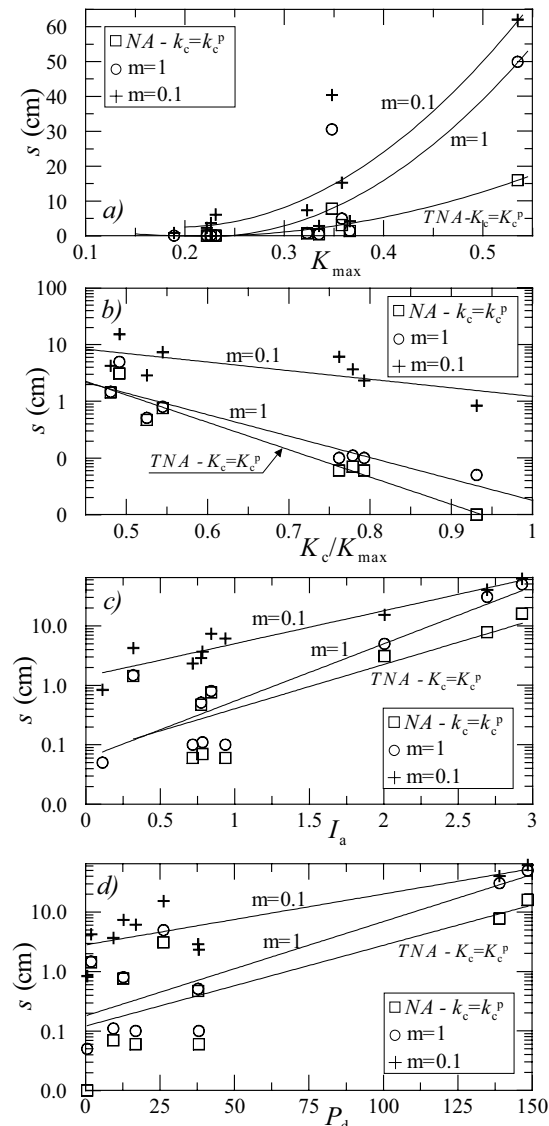 60
50
40
30
20
10
0
s (cm)
NA - k_c=k_c^p
m=1
m=0.1
m=0.1
m=1
TNA-K_c=K_c^p
a)
0.1 0.2 0.3 0.4 0.5
K_max
100
10
1
0
0
s (cm)
b)
NA - k_c=k_c^p
m=1
m=0.1
m=0.1
m=1
TNA - K_c=K_c^p
0.5 0.6 0.7 0.8 0.9 1
K_c/K_max
10.0
1.0
0.1
0.0
s (cm)
c)
m=0.1
m=1
TNA - K_c=K_c^p
NA - k_c=k_c^p
m=1
m=0.1
0 0.5 1 1.5 2 2.5 3
I_a
10.0
1.0
0.1
0.0
s (cm)
d)
m=0.1
m=1
TNA - K_c=K_c^p
NA - k_c=k_c^p
m=1
m=0.1
0 25 50 75 100 125 150
P_d